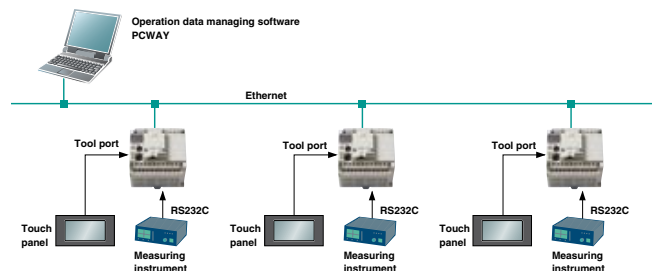 Operation data managing software
PCWAY
Ethernet
Tool port
Tool port
Tool port
RS232C
RS232C
RS232C
Touch
panel
Touch
panel
Touch
panel
Measuring
instrument
Measuring
instrument
Measuring
instrument